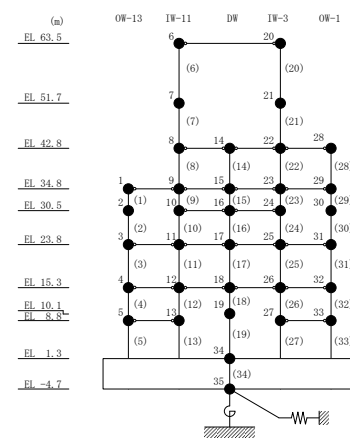 (m) OW-13 IW-11 DW IW-3 OW-1
EL 63.5 6 20
(6) (20)
EL 51.7 7 21
(7) (21)
EL 42.8 8 14 22 28
(8) (14) (22) (28)
EL 34.8 1 9 15 23 29
(1) (9) (15) (23) (29)
EL 30.5 2 10 16 24 30
(2) (10) (16) (24) (30)
EL 23.8 3 11 17 25 31
(3) (11) (17) (25) (31)
EL 15.3 4 12 18 26 32
(4) (12) (18) (26) (32)
EL 10.1 19
EL 8.8 5 13 27 33
(5) (13) (19) (27) (33)
EL 1.3 34
(34)
EL -4.7 35